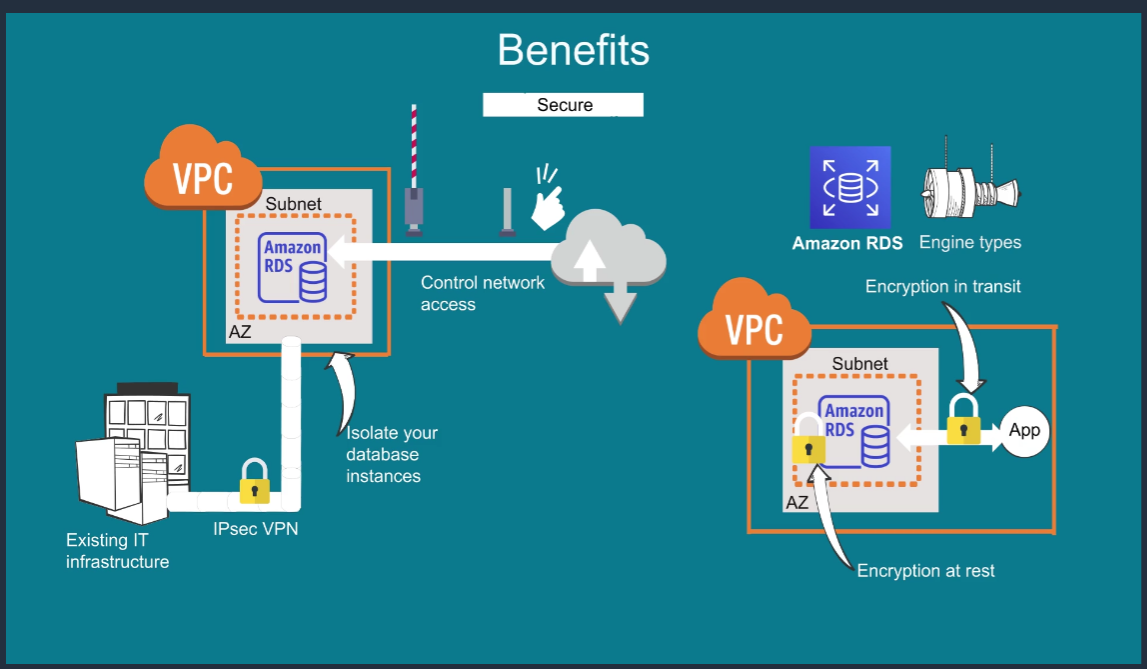 Benefits
Secure
VPC
Subnet
Amazon
RDS
AZ
Control network
access
Isolate your
database
instances
IPsec VPN
Existing IT
infrastructure
Amazon RDS
Engine types
Encryption in transit
VPC
Subnet
Amazon
RDS
AZ
App
Encryption at rest